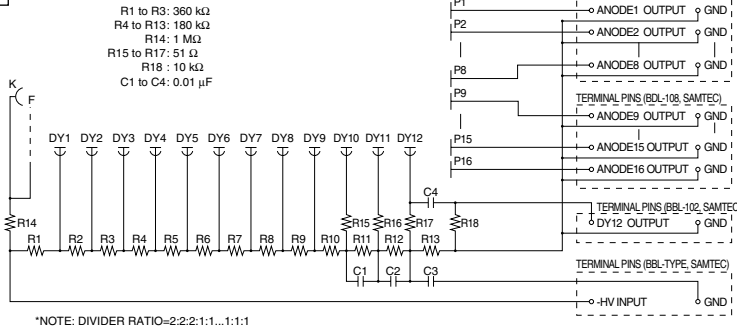 R1 to R3: 360 kΩ
R4 to R13: 180 kΩ
R14: 1 MΩ
R15 to R17: 51 Ω
R18 : 10 kΩ
C1 to C4: 0.01 μF
P1
ANODE1 OUTPUT GND
P2
ANODE2 OUTPUT GND
P8
ANODE8 OUTPUT GND
P9
TERMINAL PINS (BDL-108, SAMTEC)
ANODE9 OUTPUT GND
P15
ANODE15 OUTPUT GND
P16
ANODE16 OUTPUT GND
K
F
DY1 DY2 DY3 DY4 DY5 DY6 DY7 DY8 DY9 DY10 DY11 DY12
C4
TERMINAL PINS (BBL-102, SAMTEC
DY12 OUTPUT GND
R14 R15 R16 R17 R18
R1 R2 R3 R4 R5 R6 R7 R8 R9 R10 R11 R12 R13
C1 C2 C3
TERMINAL PINS (BBL-TYPE, SAMTEC)
-HV INPUT GND
*NOTE: DIVIDER RATIO=2:2:2:1:1...1:1:1